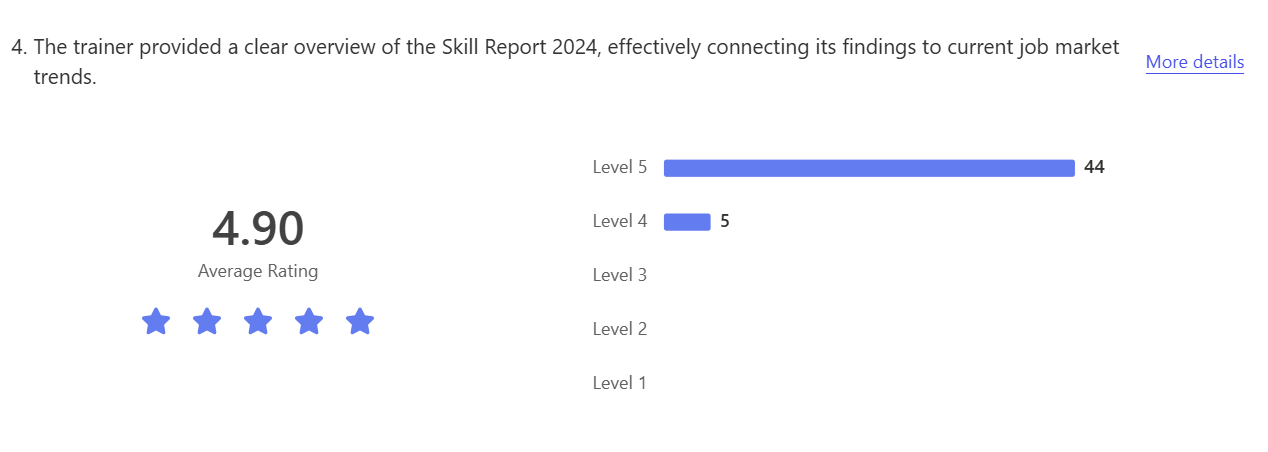 4. The trainer provided a clear overview of the Skill Report 2024, effectively connecting its findings to current job market
trends.
More details
4.90
Average Rating
Level 5 44
Level 4 5
Level 3
Level 2
Level 1